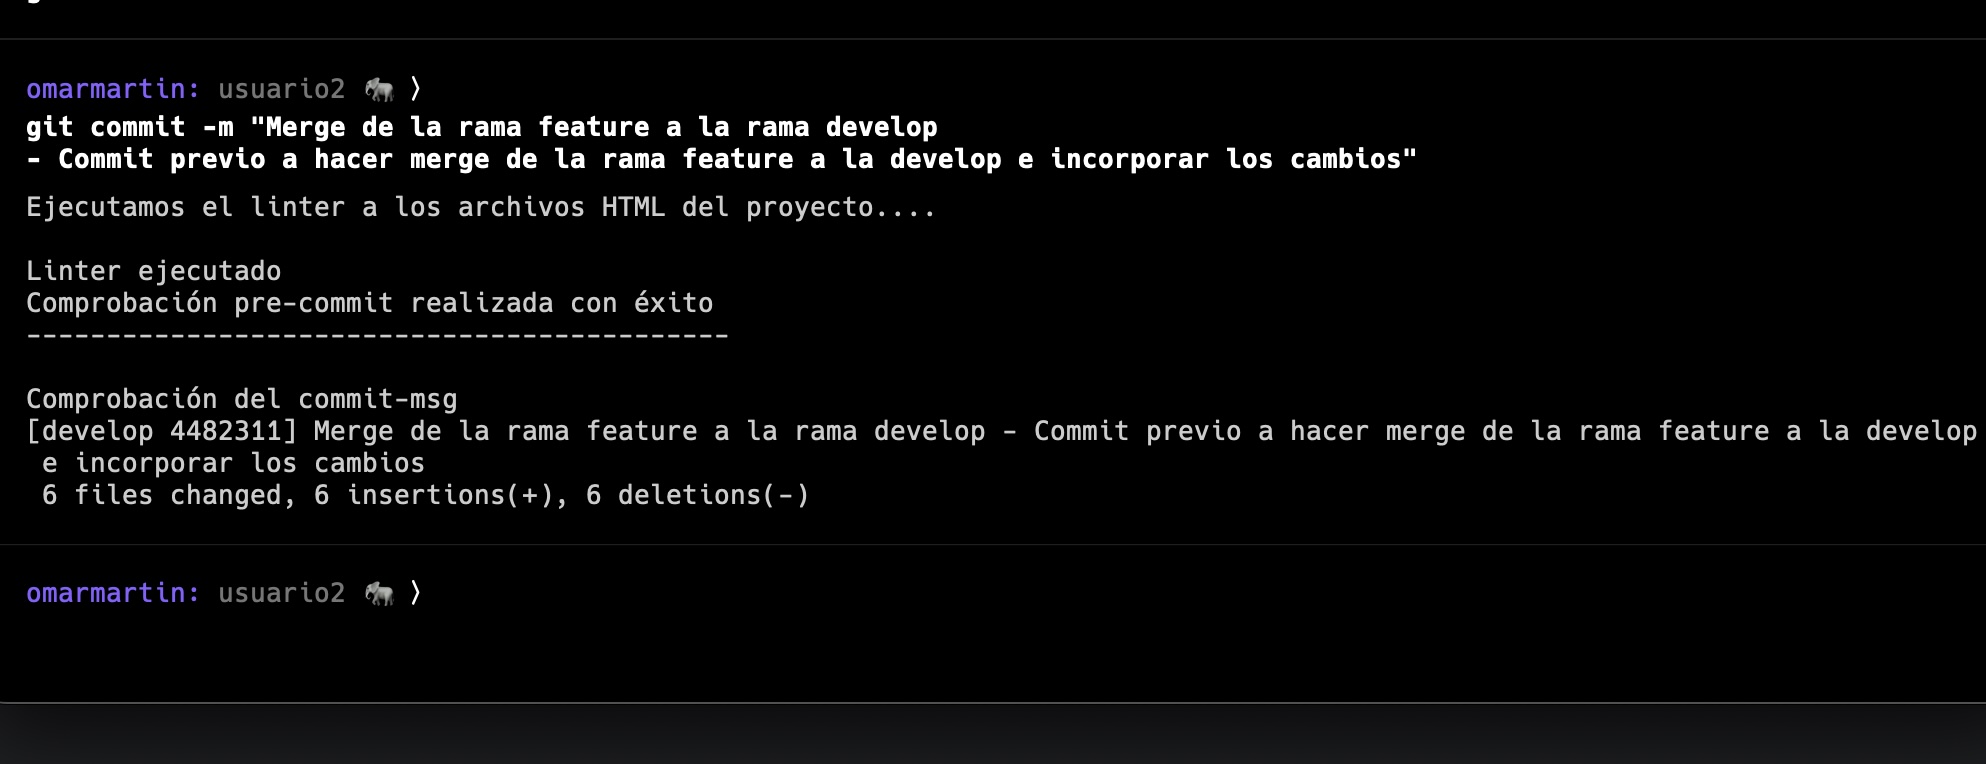 omarmartin: usuario2 🐘 ⟩
git commit -m "Merge de la rama feature a la rama develop
- Commit previo a hacer merge de la rama feature a la develop e incorporar los cambios"
Ejecutamos el linter a los archivos HTML del proyecto....
Linter ejecutado
Comprobación pre-commit realizada con éxito
--------------------------------------------
Comprobación del commit-msg
[develop 4482311] Merge de la rama feature a la rama develop - Commit previo a hacer merge de la rama feature a la develop
e incorporar los cambios
6 files changed, 6 insertions(+), 6 deletions(-)
omarmartin: usuario2 🐘 ⟩